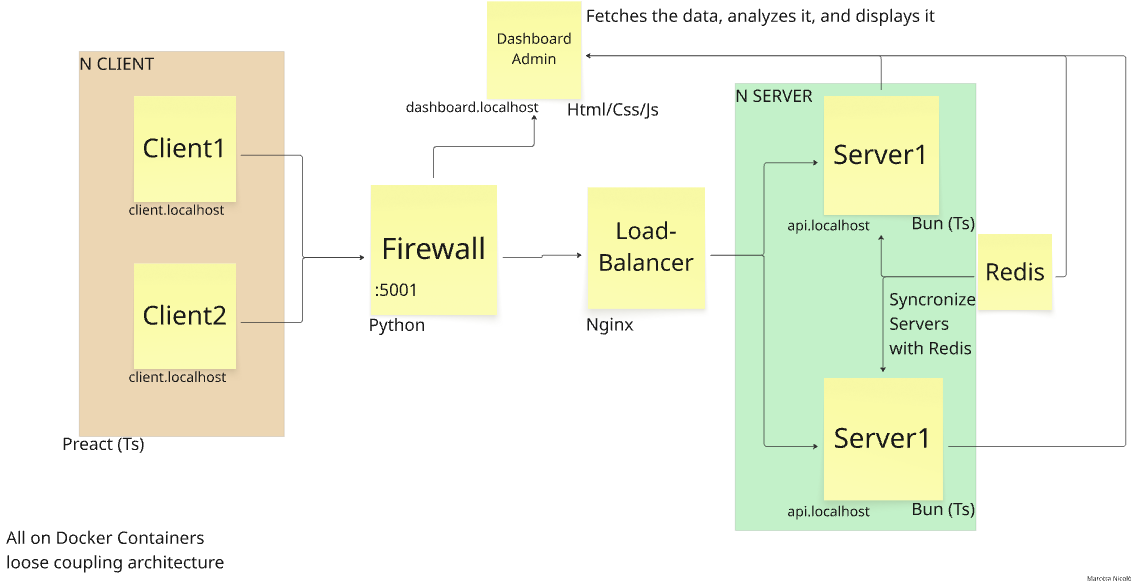 Fetches the data, analyzes it, and displays it
Dashboard
Admin
dashboard.localhost
Html/Css/Js
N CLIENT
Client1
client.localhost
Client2
client.localhost
Preact (Ts)
Firewall
:5001
Python
Load-
Balancer
Nginx
N SERVER
Server1
api.localhost
Bun (Ts)
Redis
Syncronize
Servers
with Redis
Server1
api.localhost
Bun (Ts)
All on Docker Containers
loose coupling architecture
Marotta Nicolò